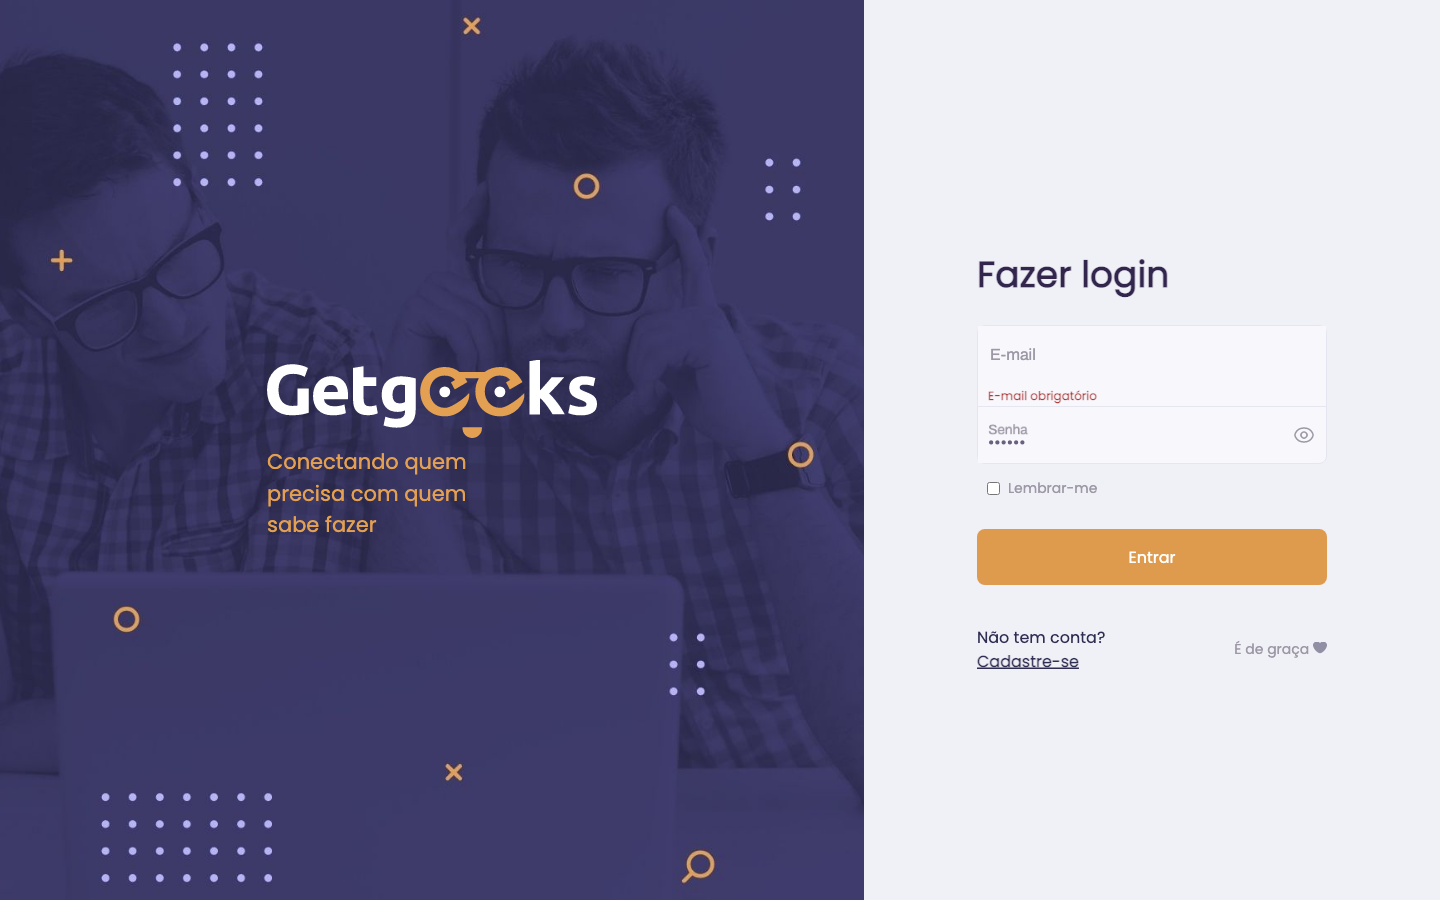 Getgeeks
Conectando quem
precisa com quem
sabe fazer
Fazer login
E-mail
E-mail obrigatório
Senha
••••••
Lembrar-me
Entrar
Não tem conta?
Cadastre-se
É de graça